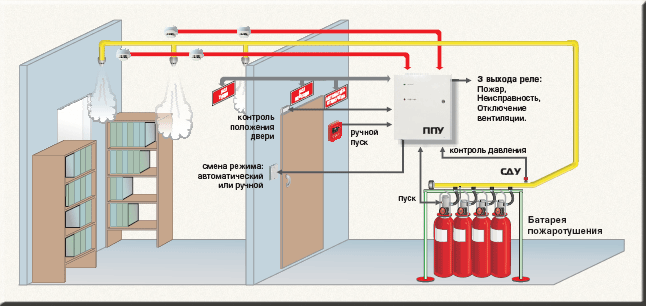 3 выхода реле:
Пожар,
Неисправность,
Отключение
вентиляции.
контроль
положения
двери
ручной
пуск
ППУ
контроль давления
СДУ
смена режима:
автоматический
или ручной
Пуск
Батарея
пожаротушения